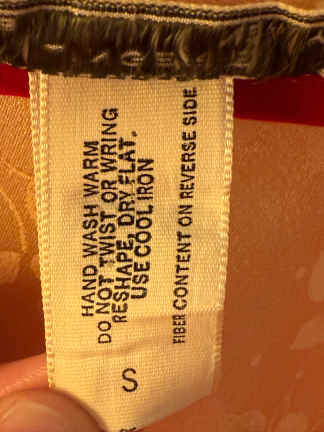 HAND WASH WARM
DO NOT TWIST OR WRING
RESHAPE, DRY FLAT.
USE COOL IRON
FIBER CONTENT ON REVERSE SIDE
S